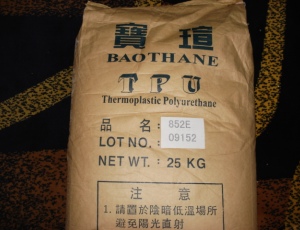 寶瑄
BAOTHANE
TPU
Thermoplastic Polyurethane
品名: 852E
LOT NO.: 09152
NET WT.: 25 KG
注意
1. 請置於陰暗低溫場所
避免陽光直射